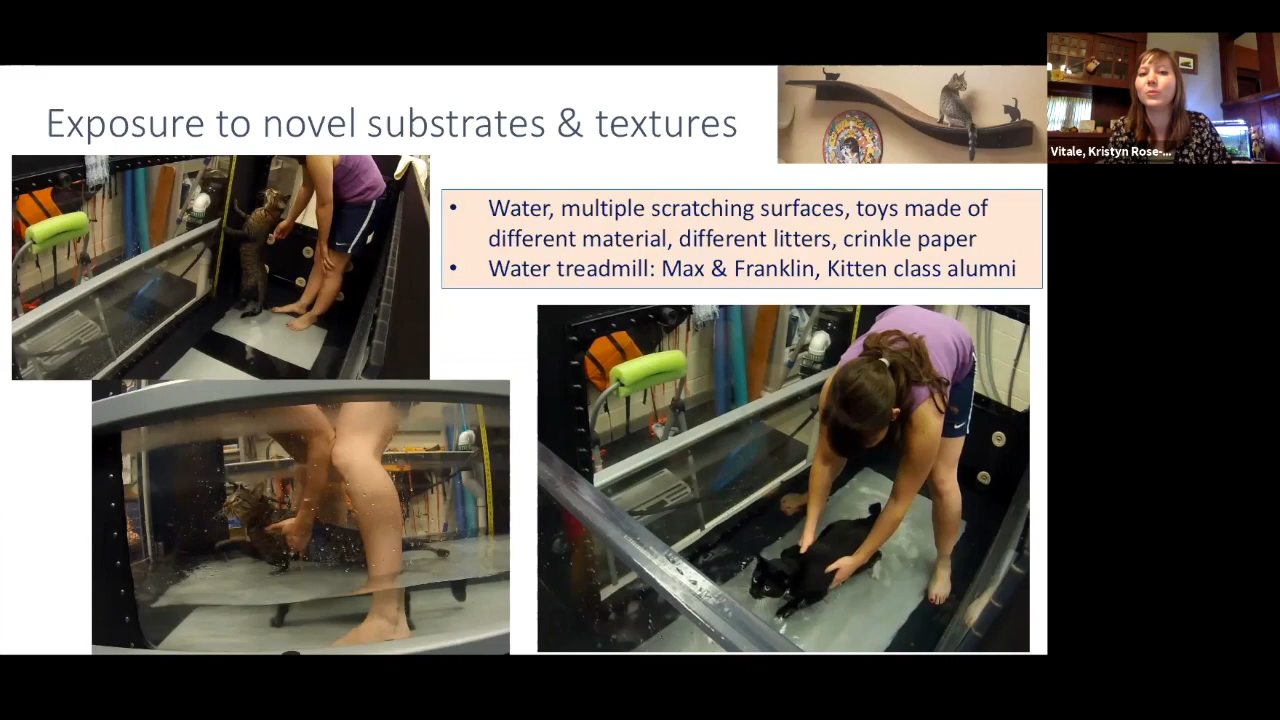 Exposure to novel substrates & textures
Vitale, Kristyn Rose-...
• Water, multiple scratching surfaces, toys made of
different material, different litters, crinkle paper
• Water treadmill: Max & Franklin, Kitten class alumni